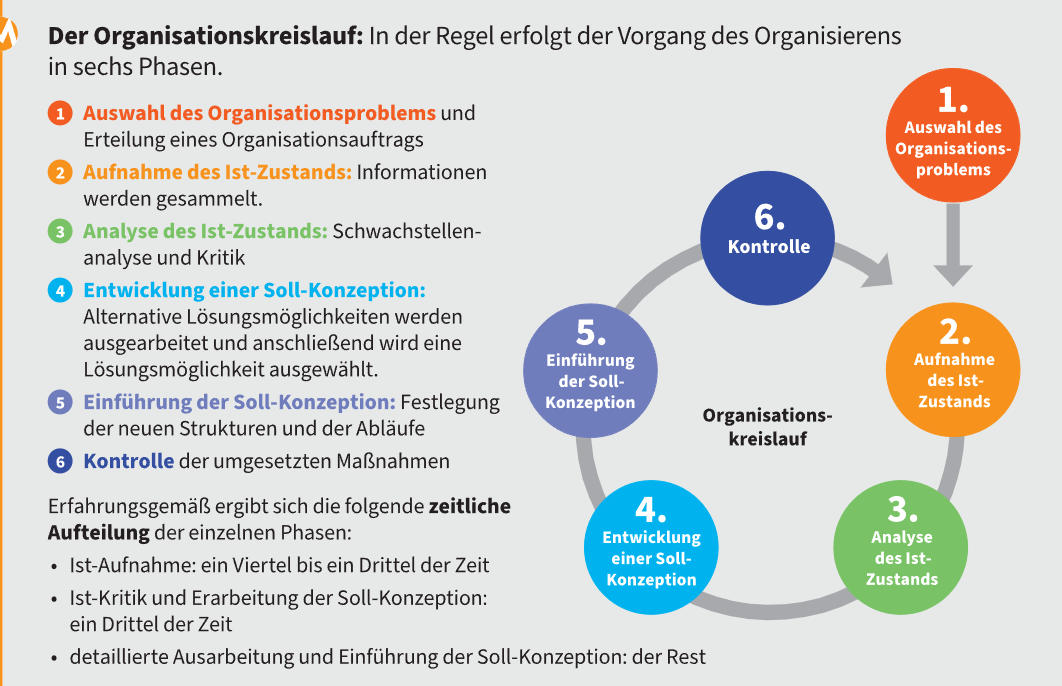 Der Organisationskreislauf: In der Regel erfolgt der Vorgang des Organisierens
in sechs Phasen.
1 Auswahl des Organisationsproblems und
Erteilung eines Organisationsauftrags
2 Aufnahme des Ist-Zustands: Informationen
werden gesammelt.
3 Analyse des Ist-Zustands: Schwachstellen-
analyse und Kritik
4 Entwicklung einer Soll-Konzeption:
Alternative Lösungsmöglichkeiten werden
ausgearbeitet und anschließend wird eine
Lösungsmöglichkeit ausgewählt.
5 Einführung der Soll-Konzeption: Festlegung
der neuen Strukturen und der Abläufe
6 Kontrolle der umgesetzten Maßnahmen
Erfahrungsgemäß ergibt sich die folgende zeitliche
Aufteilung der einzelnen Phasen:
• Ist-Aufnahme: ein Viertel bis ein Drittel der Zeit
• Ist-Kritik und Erarbeitung der Soll-Konzeption:
ein Drittel der Zeit
• detaillierte Ausarbeitung und Einführung der Soll-Konzeption: der Rest
1.
Auswahl des
Organisations-
problems
2.
Aufnahme
des Ist-
Zustands
3.
Analyse
des Ist-
Zustands
4.
Entwicklung
einer Soll-
Konzeption
5.
Einführung
der Soll-
Konzeption
6.
Kontrolle
Organisations-
kreislauf